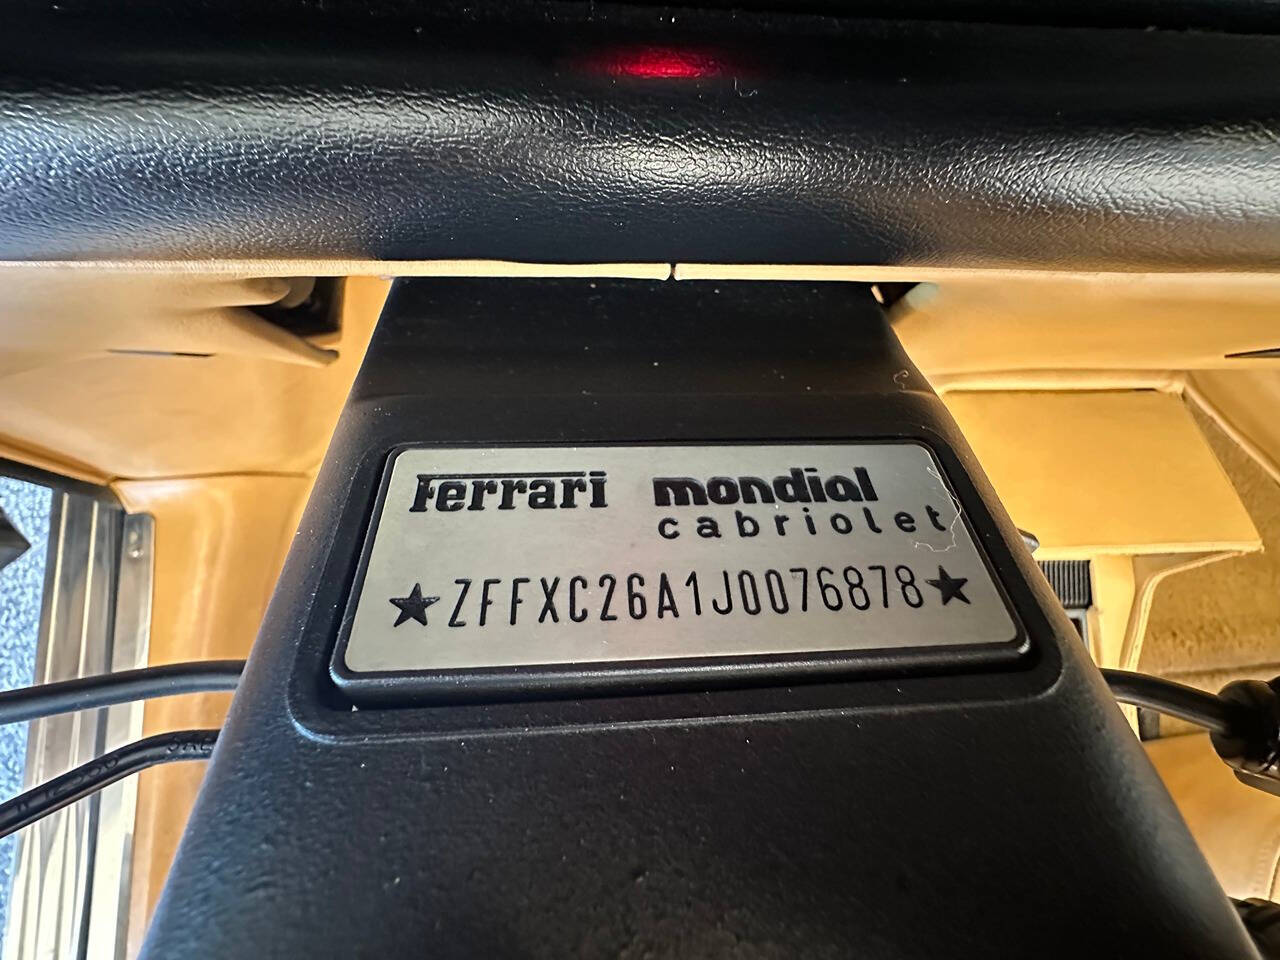 Ferrari mondial
cabriolet
★ZFFXC26A1J0076878★